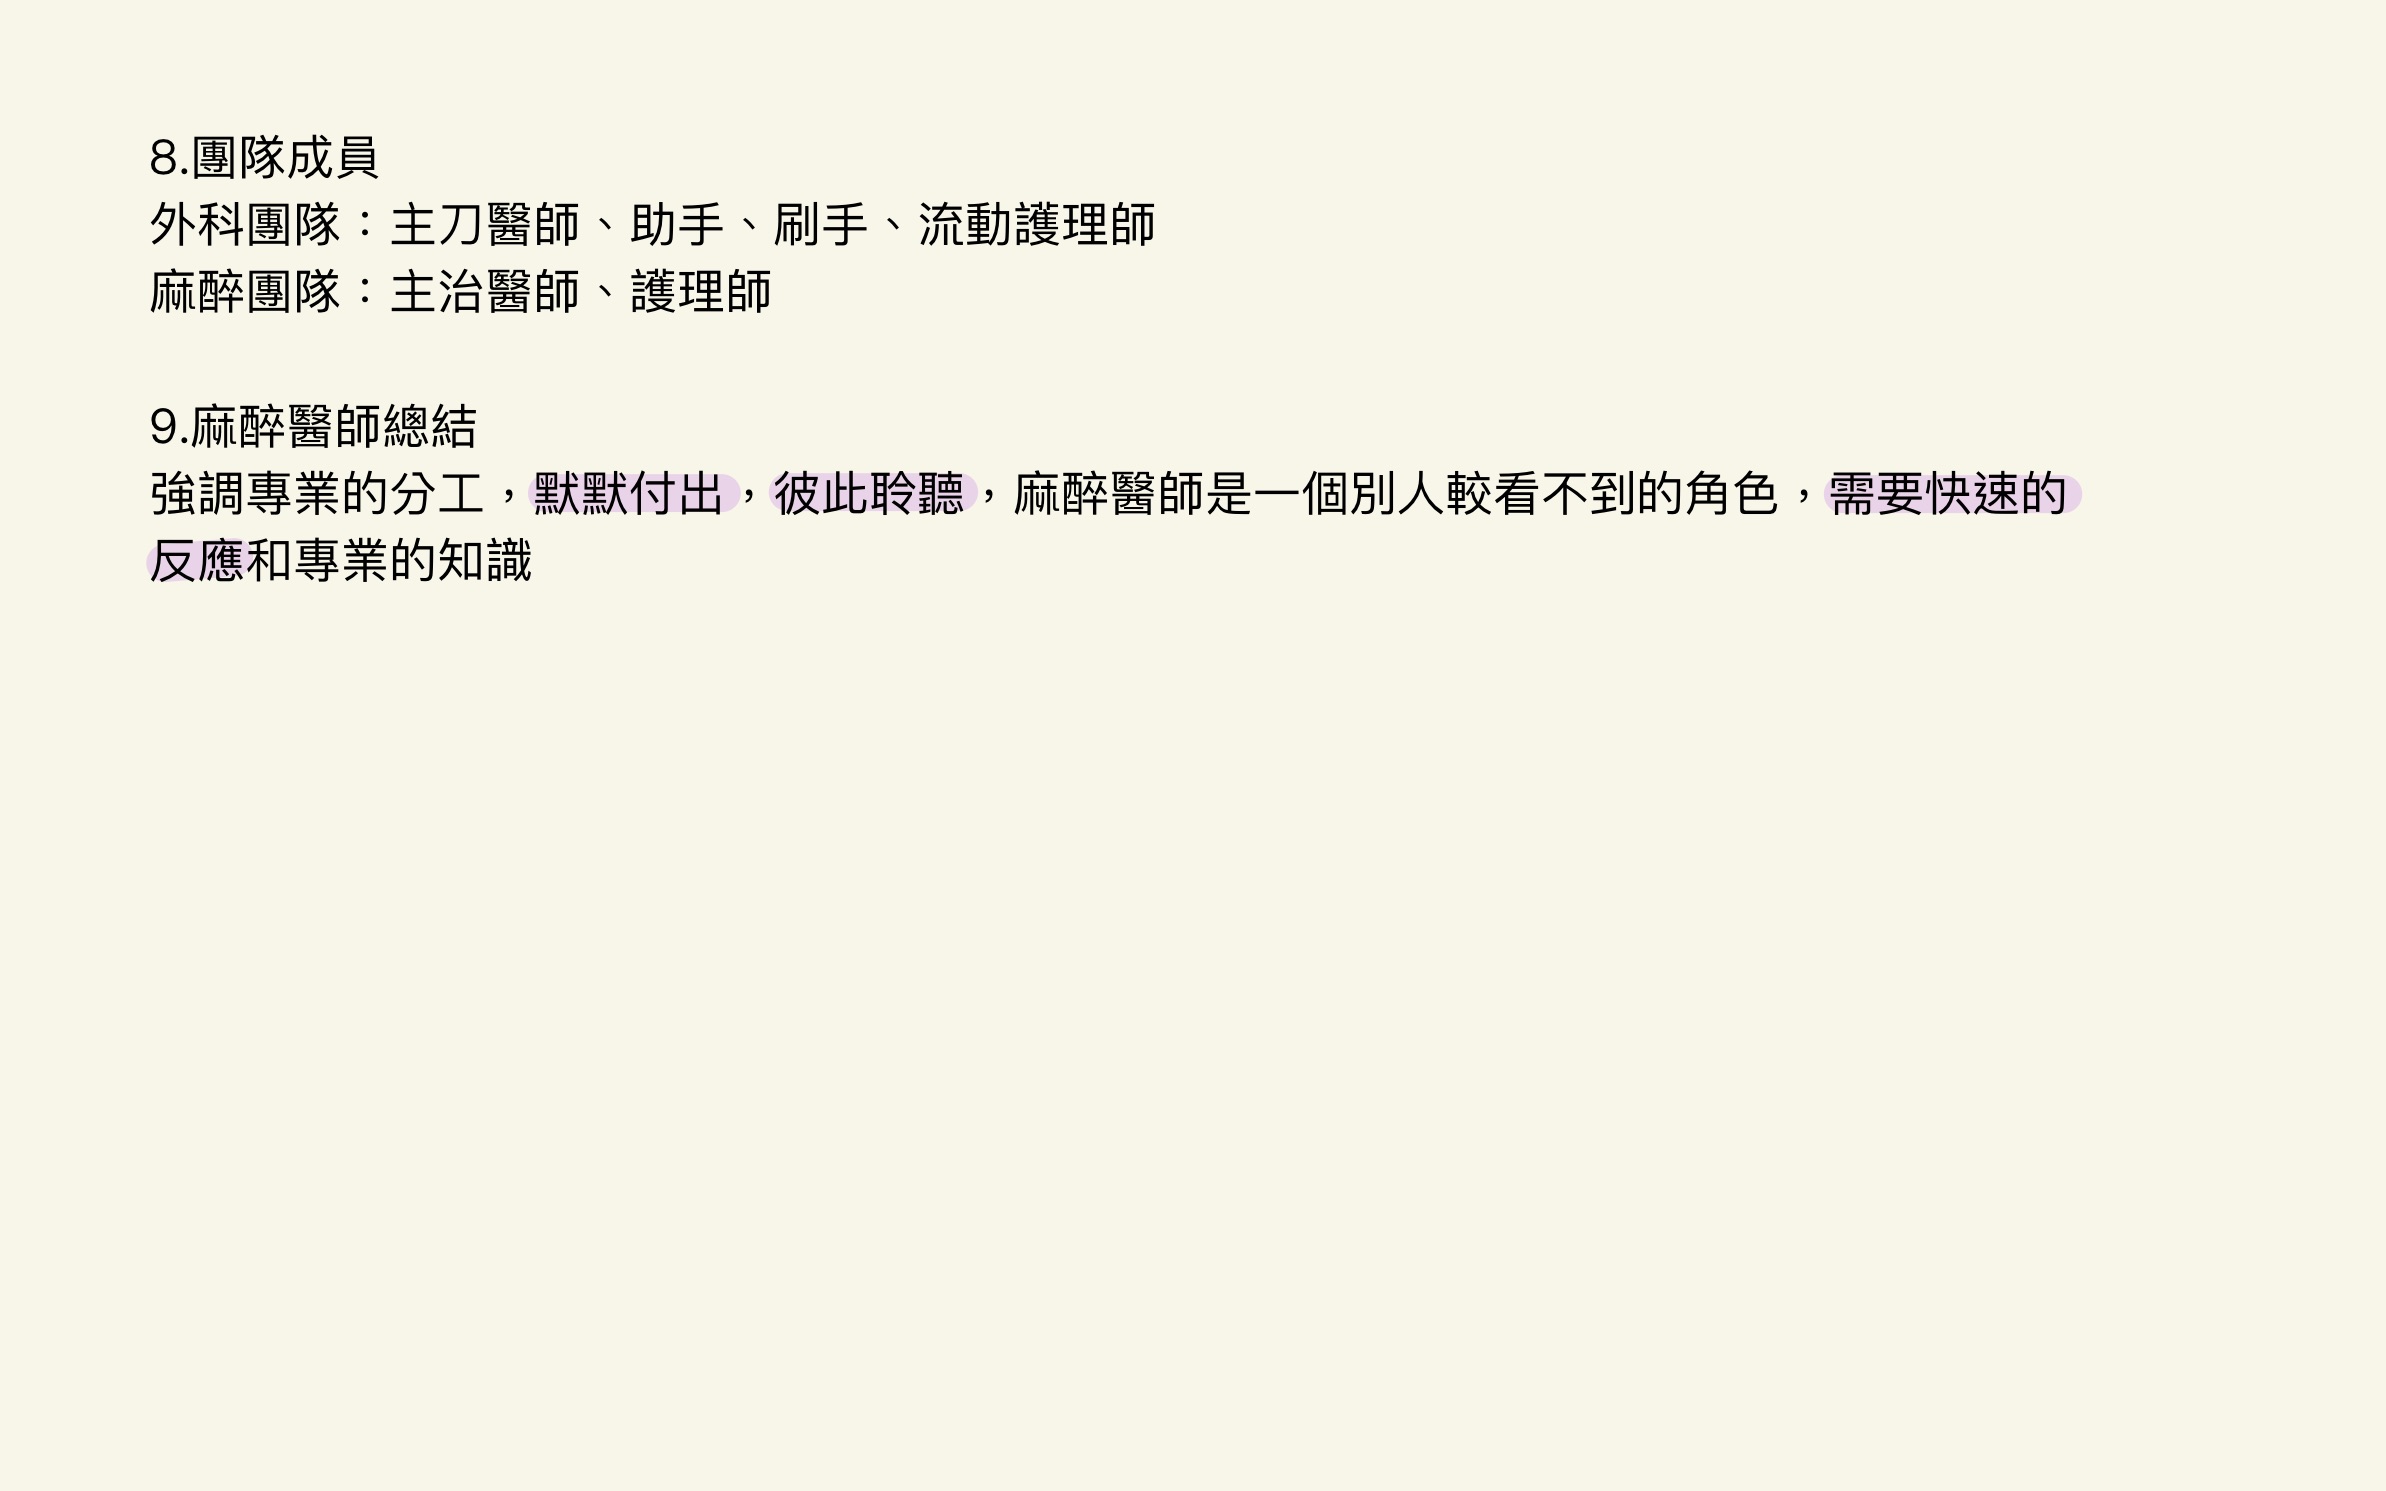 8.團隊成員
外科團隊：主刀醫師、助手、刷手、流動護理師
麻醉團隊：主治醫師、護理師
9.麻醉醫師總結
強調專業的分工，默默付出，彼此聆聽，麻醉醫師是一個別人較看不到的角色，需要快速的
反應和專業的知識